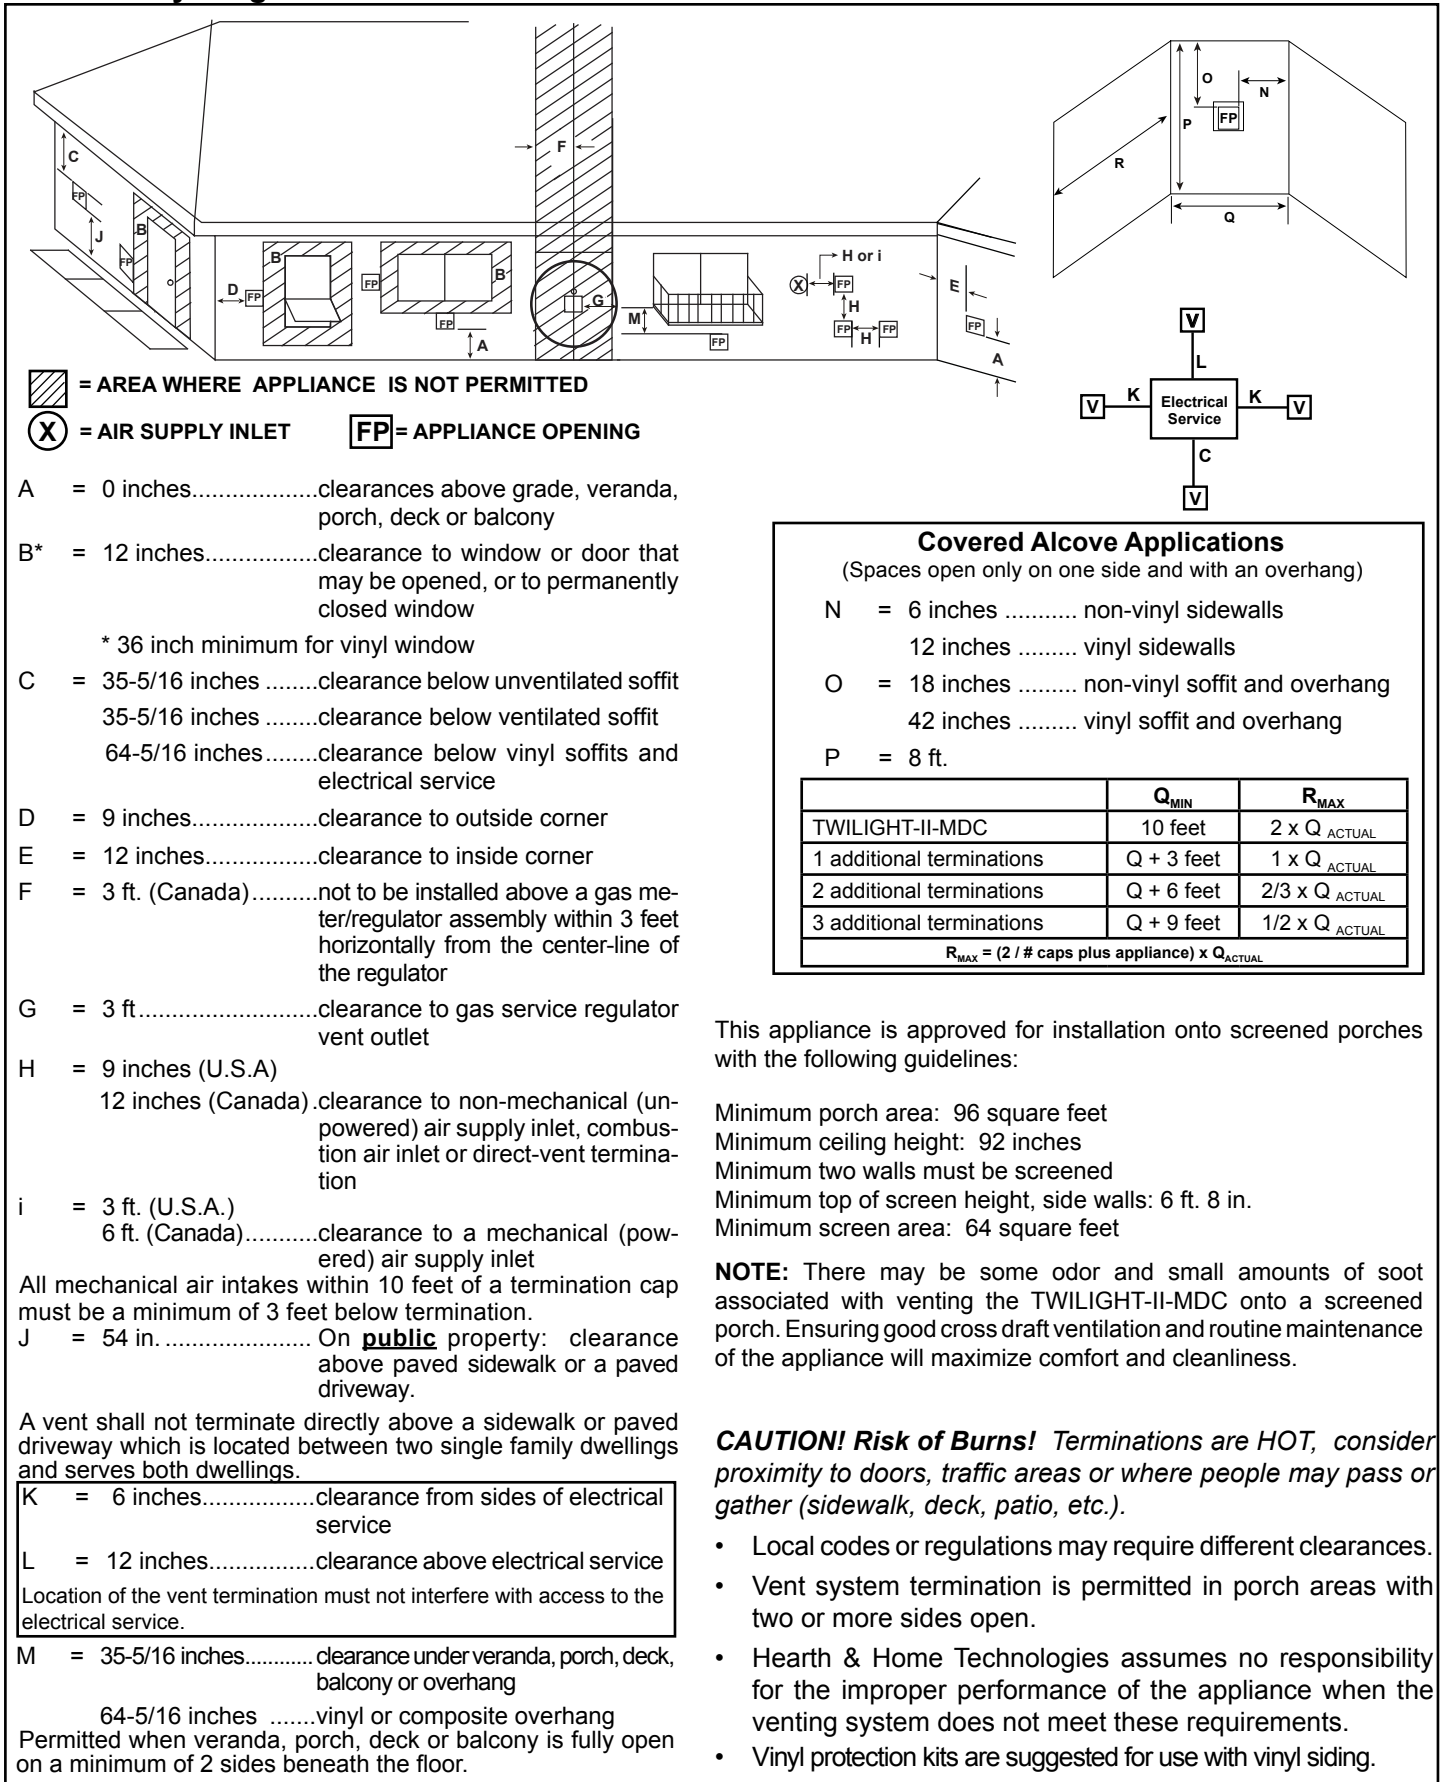 C
FP
J
FP
B
D
FP
B
FP
B
FP
A
F
G
M
FP
H or i
X
FP
H
FP
H
FP
E
FP
A
O
N
FP
P
R
Q
V
L
V
K
Electrical
Service
K
V
C
V
= AREA WHERE APPLIANCE IS NOT PERMITTED
X = AIR SUPPLY INLET
FP = APPLIANCE OPENING
A = 0 inches...................clearances above grade, veranda,
porch, deck or balcony
B* = 12 inches.................clearance to window or door that
may be opened, or to permanently
closed window
* 36 inch minimum for vinyl window
C = 35-5/16 inches ........clearance below unventilated soffit
35-5/16 inches ........clearance below ventilated soffit
64-5/16 inches........clearance below vinyl soffits and
electrical service
D = 9 inches...................clearance to outside corner
E = 12 inches.................clearance to inside corner
F = 3 ft. (Canada)..........not to be installed above a gas me-
ter/regulator assembly within 3 feet
horizontally from the center-line of
the regulator
G = 3 ft...........................clearance to gas service regulator
vent outlet
H = 9 inches (U.S.A)
12 inches (Canada).clearance to non-mechanical (un-
powered) air supply inlet, combus-
tion air inlet or direct-vent termina-
tion
i = 3 ft. (U.S.A.)
6 ft. (Canada)...........clearance to a mechanical (pow-
ered) air supply inlet
All mechanical air intakes within 10 feet of a termination cap
must be a minimum of 3 feet below termination.
J = 54 in. ...................... On public property: clearance
above paved sidewalk or a paved
driveway.
A vent shall not terminate directly above a sidewalk or paved
driveway which is located between two single family dwellings
and serves both dwellings.
K = 6 inches.................clearance from sides of electrical
service
L = 12 inches...............clearance above electrical service
Location of the vent termination must not interfere with access to the
electrical service.
M = 35-5/16 inches............ clearance under veranda, porch, deck,
balcony or overhang
64-5/16 inches .......vinyl or composite overhang
Permitted when veranda, porch, deck or balcony is fully open
on a minimum of 2 sides beneath the floor.
Covered Alcove Applications
(Spaces open only on one side and with an overhang)
N = 6 inches ........... non-vinyl sidewalls
12 inches ......... vinyl sidewalls
O = 18 inches ......... non-vinyl soffit and overhang
42 inches ......... vinyl soffit and overhang
P = 8 ft.
QMIN RMAX
TWILIGHT-II-MDC 10 feet 2 x Q ACTUAL
1 additional terminations Q + 3 feet 1 x Q ACTUAL
2 additional terminations Q + 6 feet 2/3 x Q ACTUAL
3 additional terminations Q + 9 feet 1/2 x Q ACTUAL
RMAX = (2 / # caps plus appliance) x QACTUAL
This appliance is approved for installation onto screened porches
with the following guidelines:
Minimum porch area: 96 square feet
Minimum ceiling height: 92 inches
Minimum two walls must be screened
Minimum top of screen height, side walls: 6 ft. 8 in.
Minimum screen area: 64 square feet
NOTE: There may be some odor and small amounts of soot
associated with venting the TWILIGHT-II-MDC onto a screened
porch. Ensuring good cross draft ventilation and routine maintenance
of the appliance will maximize comfort and cleanliness.
CAUTION! Risk of Burns! Terminations are HOT, consider
proximity to doors, traffic areas or where people may pass or
gather (sidewalk, deck, patio, etc.).
• Local codes or regulations may require different clearances.
• Vent system termination is permitted in porch areas with
two or more sides open.
• Hearth & Home Technologies assumes no responsibility
for the improper performance of the appliance when the
venting system does not meet these requirements.
• Vinyl protection kits are suggested for use with vinyl siding.